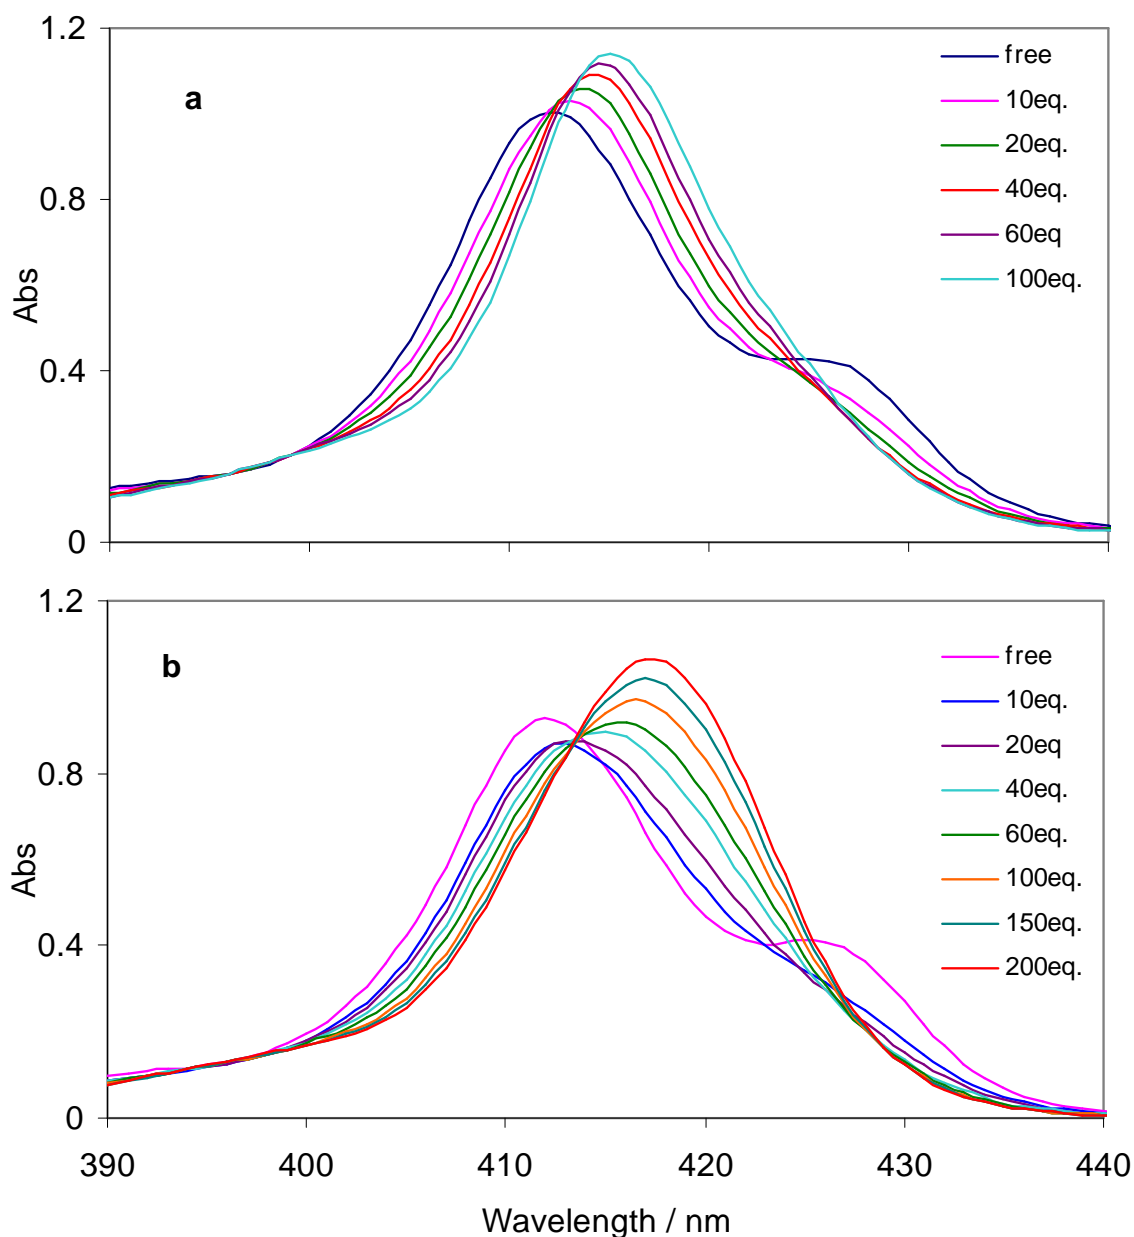 1.2
a
free
10eq.
20eq.
40eq.
60eq
100eq.
0.8
0.4
0
Abs
1.2
b
free
10eq.
20eq
40eq.
60eq.
100eq.
150eq.
200eq.
0.8
0.4
0
Abs
390 400 410 420 430 440
Wavelength / nm